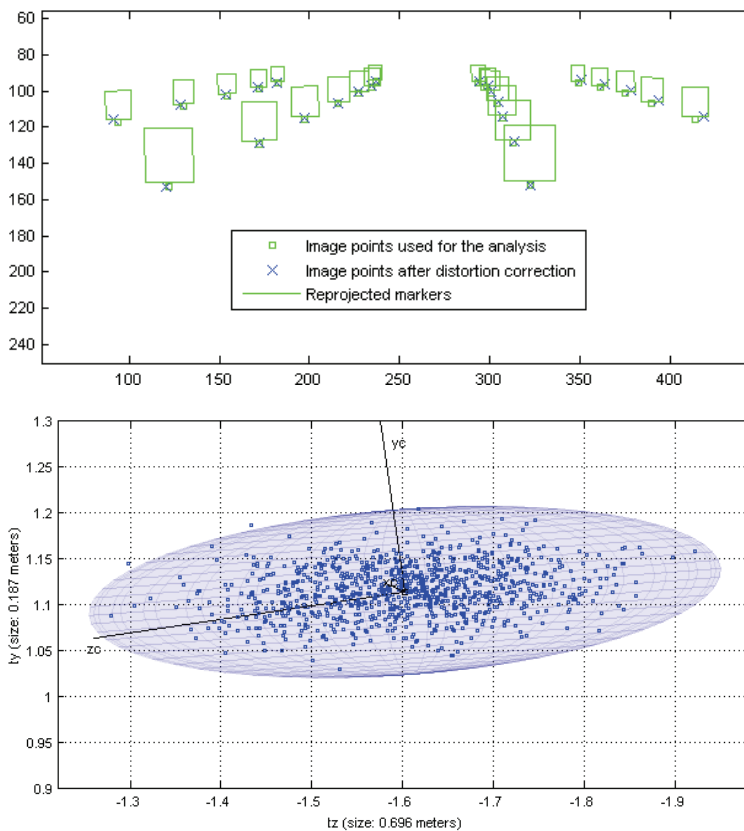 60
80
100
120
140
160
180
200
220
240
100 150 200 250 300 350 400
Image points used for the analysis
Image points after distortion correction
Reprojected markers
1.3
1.25
1.2
1.15
1.1
1.05
1
0.95
0.9
yc
zc
ty (size: 0.187 meters)
-1.3 -1.4 -1.5 -1.6 -1.7 -1.8 -1.9
tz (size: 0.696 meters)